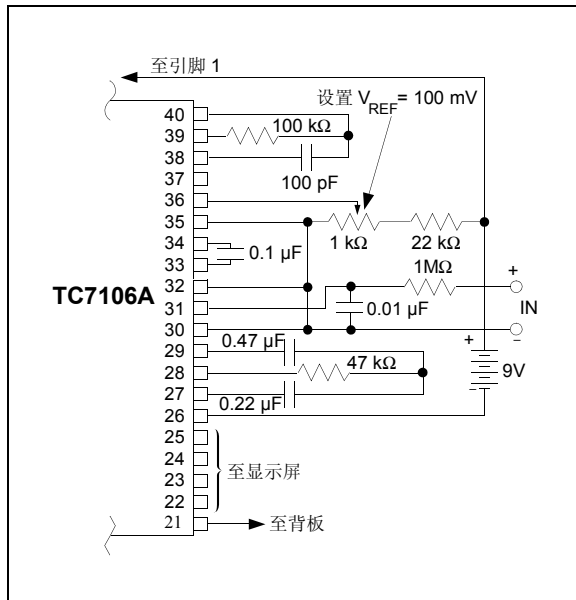 至引脚 1
设置 VREF = 100 mV
40
100 kΩ
39
38
100 pF
37
36
35
1 kΩ
22 kΩ
34
0.1 μF
33
1MΩ
+
32
TC7106A
31
0.01 μF
IN
30
−
29
0.47 μF
+
28
47 kΩ
9V
27
0.22 μF
−
26
25
24
至显示屏
23
22
21
至背板